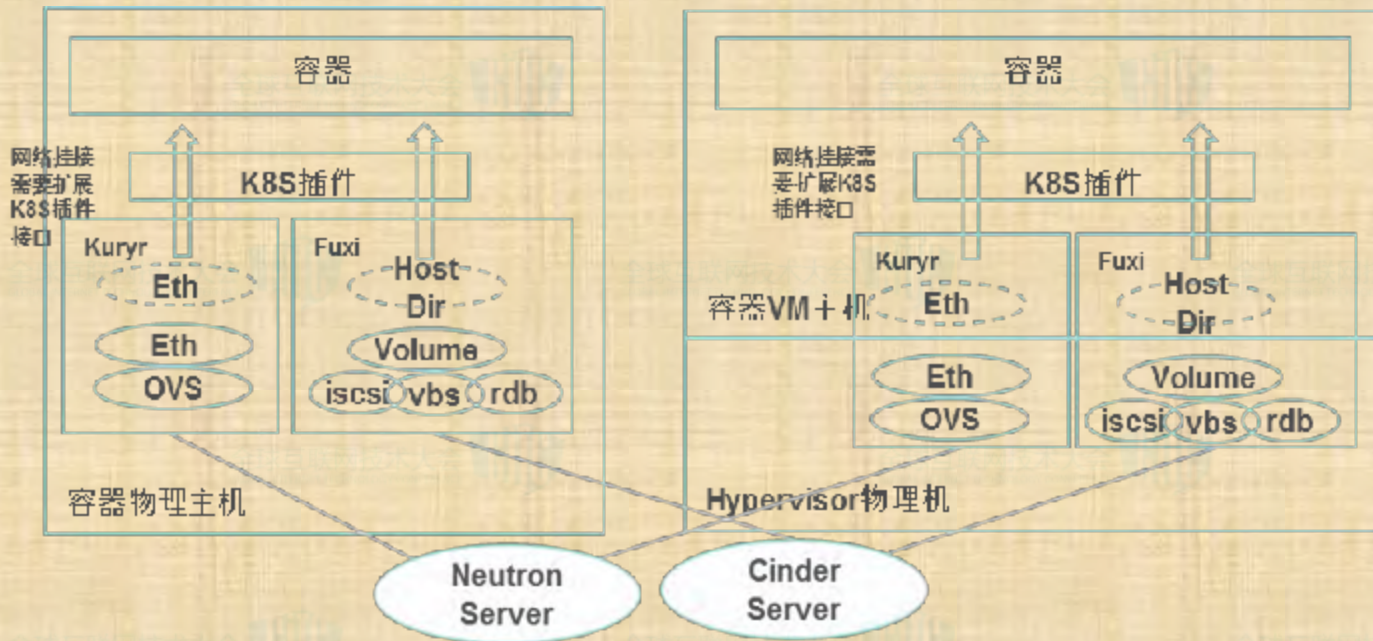 容器
网络挂接
需要扩展
K8S插件
接口
K8S插件
Kuryr
Eth
Eth
OVS
Fuxi
Host
Dir
Volume
iscsi
vbs
rdb
容器物理主机
容器
网络挂接需
要扩展K8S
插件接口
K8S插件
Kuryr
Eth
容器VM主机
Eth
OVS
Fuxi
Host
Dir
Volume
iscsi
vbs
rdb
Hypervisor物理机
Neutron
Server
Cinder
Server